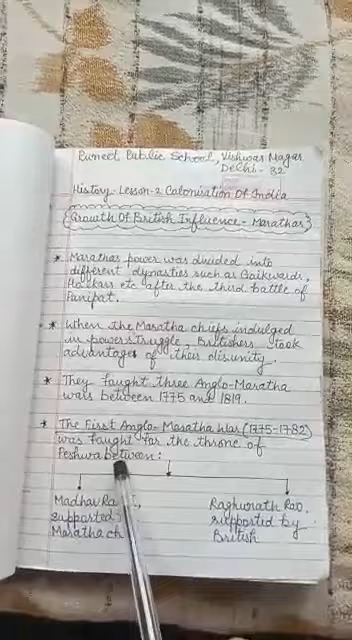 Puneet Public School, Vishwas Nagar
Delhi - 32
History - Lesson-2 Colonisation Of India
Growth Of British Influence - Marathas
* Marathas power was divided into
different dynasties such as Gaikwards,
Holkars etc after the third battle of
Panipat.
* When the Maratha chiefs indulged
in power struggle, Britishers took
advantage of their disunity.
* They fought three Anglo-Maratha
wars between 1775 and 1819.
* The First Anglo-Maratha War (1775-1782)
was fought for the throne of
Peshwa between:
Madhav Ra
supported
Maratha ch
Raghunath Rao,
supported by
British